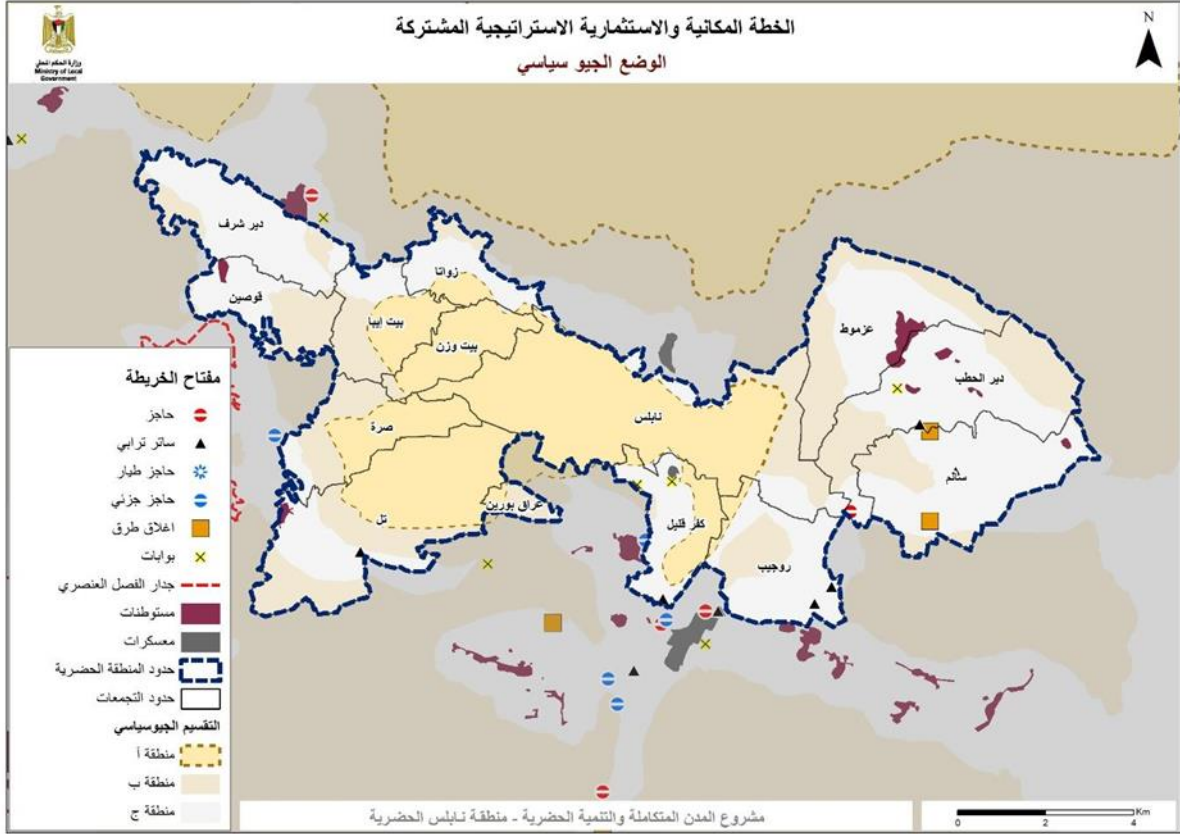 الخطة المكانية والاستثمارية الاستراتيجية المشتركة
الوضع الجيو سياسي
وزارة الحكم المحلي
Ministry of Local
Government
N
دير شرف
زواتا
قوصين
بيت إيبا
بيت وزن
عزموط
دير الحطب
نابلس
صرة
سالم
عراق بورين
تل
كفر قليل
روجيب
مفتاح الخريطة
حاجز
ساتر ترابي
حاجز طيار
حاجز جزئي
اغلاق طرق
بوابات
جدار الفصل العنصري
مستوطنات
معسكرات
حدود المنطقة الحضرية
حدود التجمعات
التقسيم الجيوسياسي
منطقة أ
منطقة ب
منطقة ج
مشروع المدن المتكاملة والتنمية الحضرية - منطقة نابلس الحضرية
Km
0 2 4